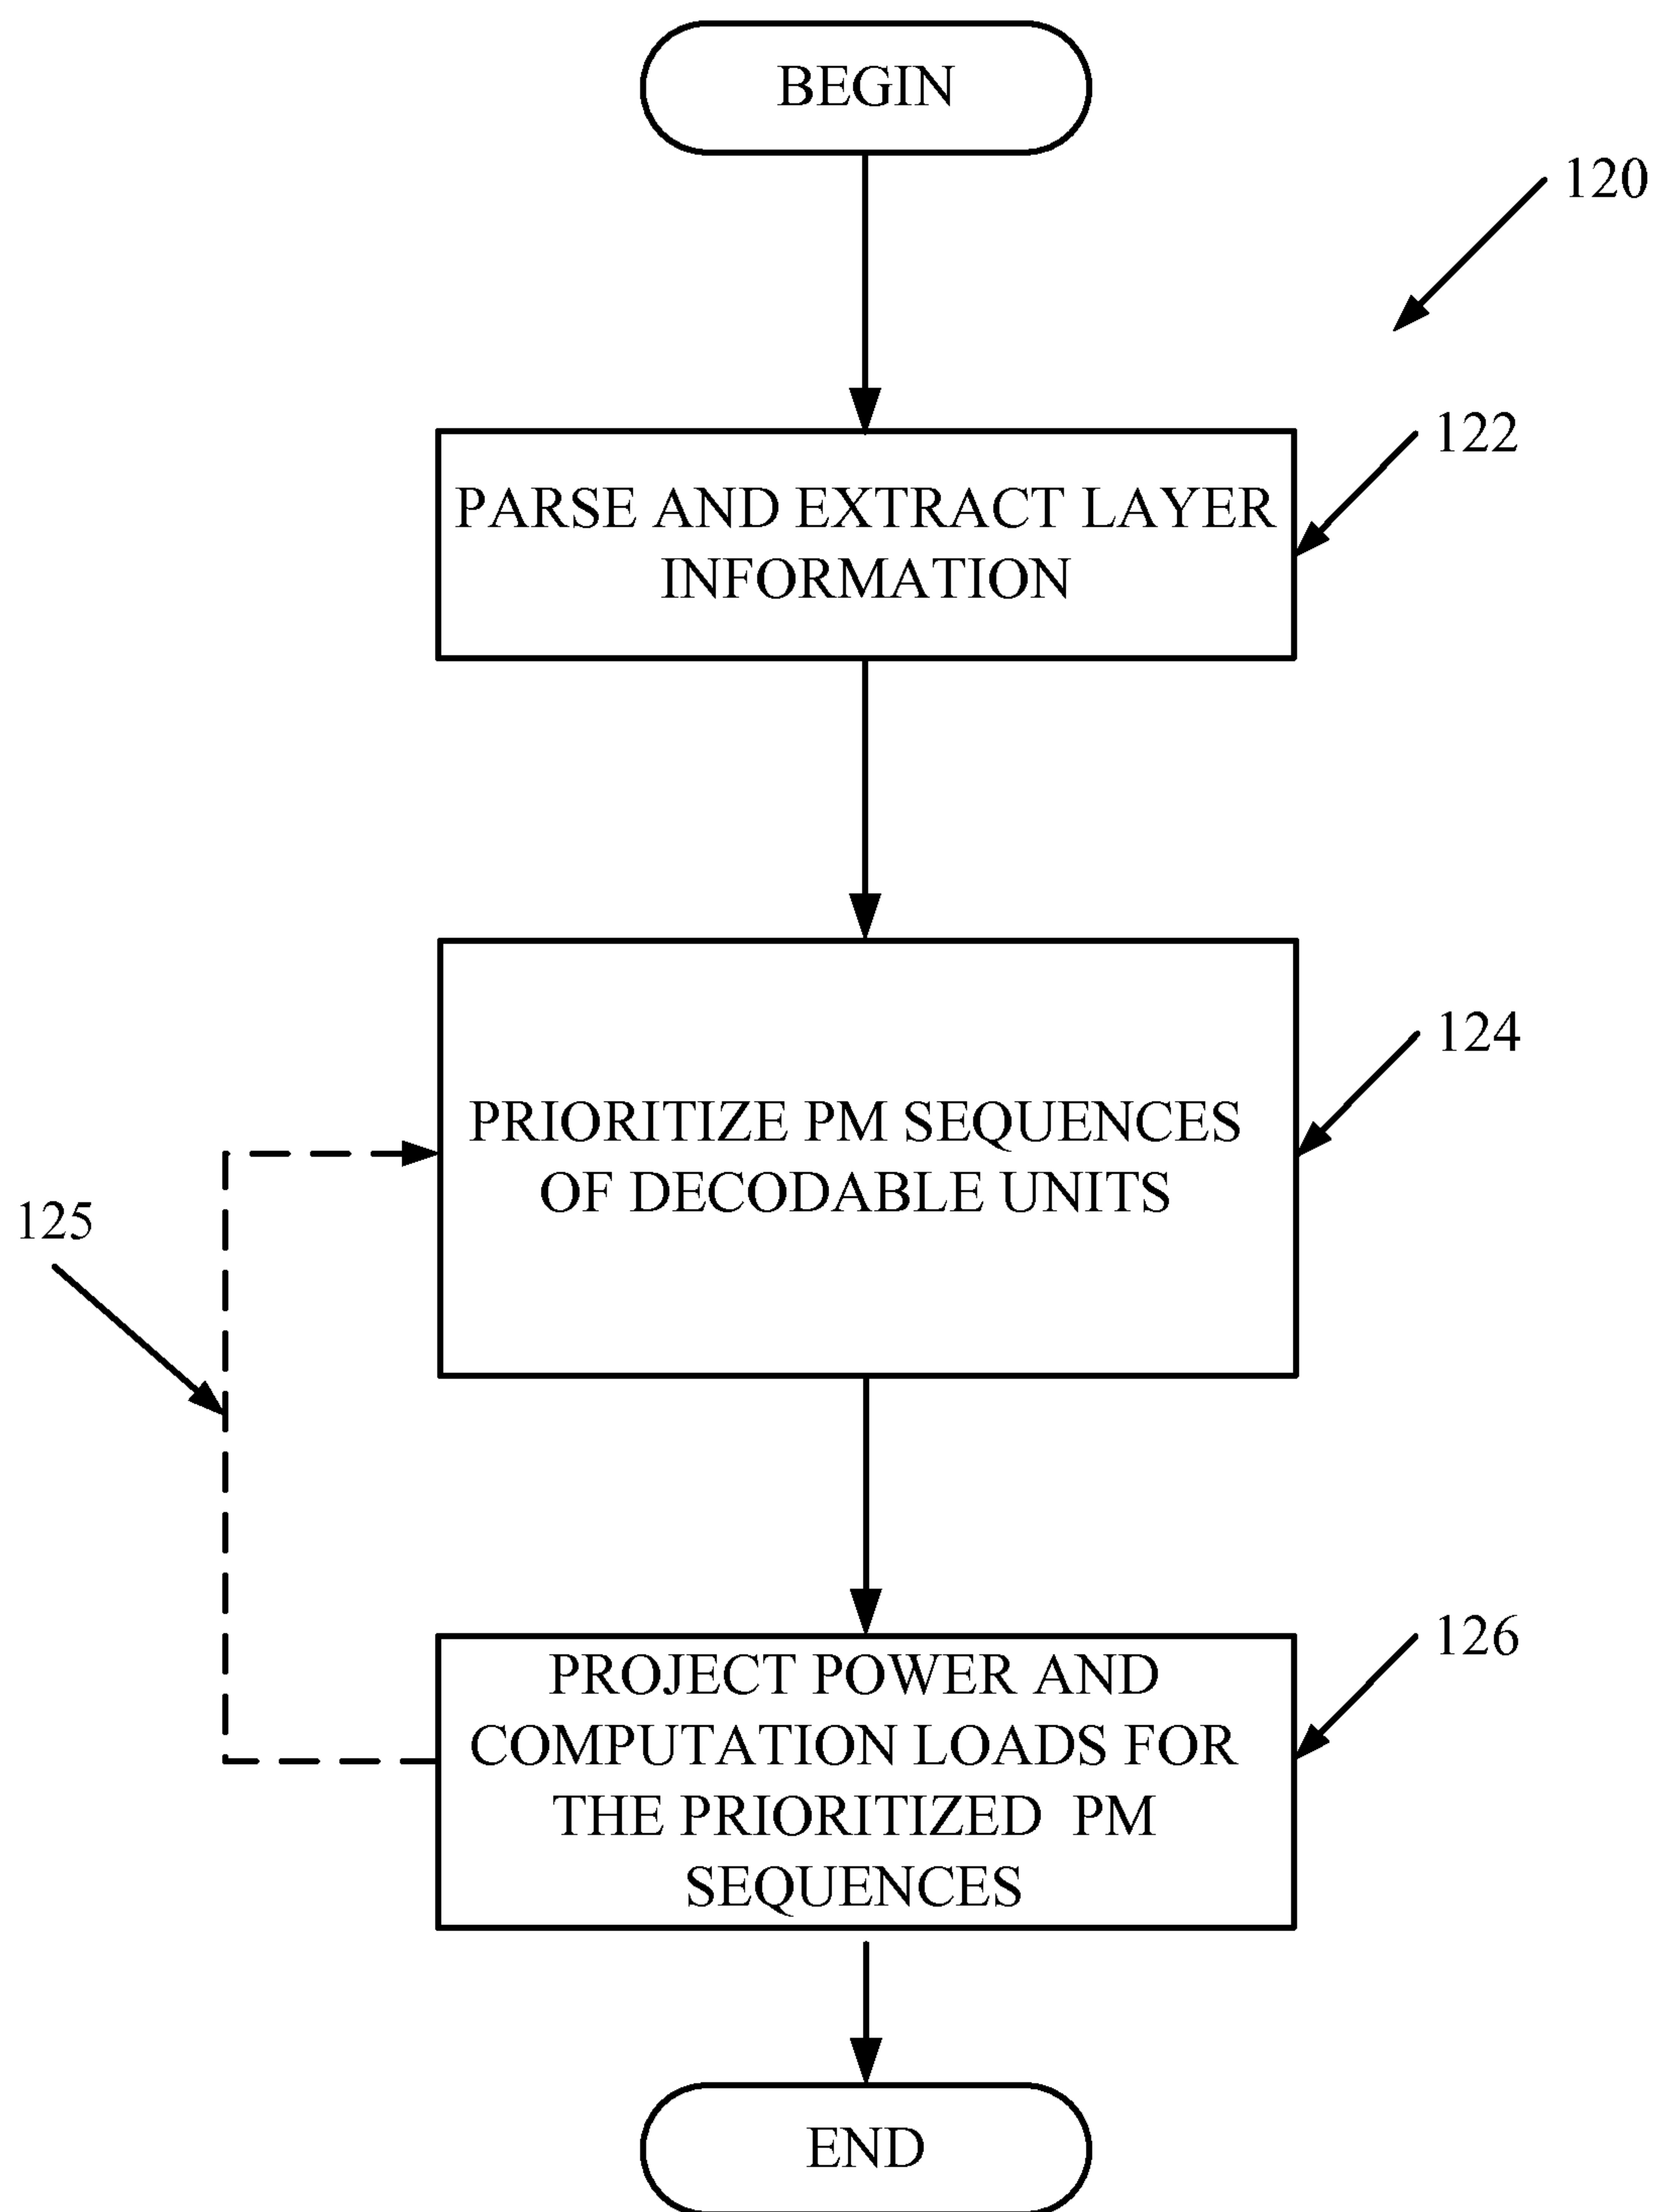 BEGIN
120
PARSE AND EXTRACT LAYER
INFORMATION
122
PRIORITIZE PM SEQUENCES
OF DECODABLE UNITS
124
125
PROJECT POWER AND
COMPUTATION LOADS FOR
THE PRIORITIZED PM
SEQUENCES
126
END